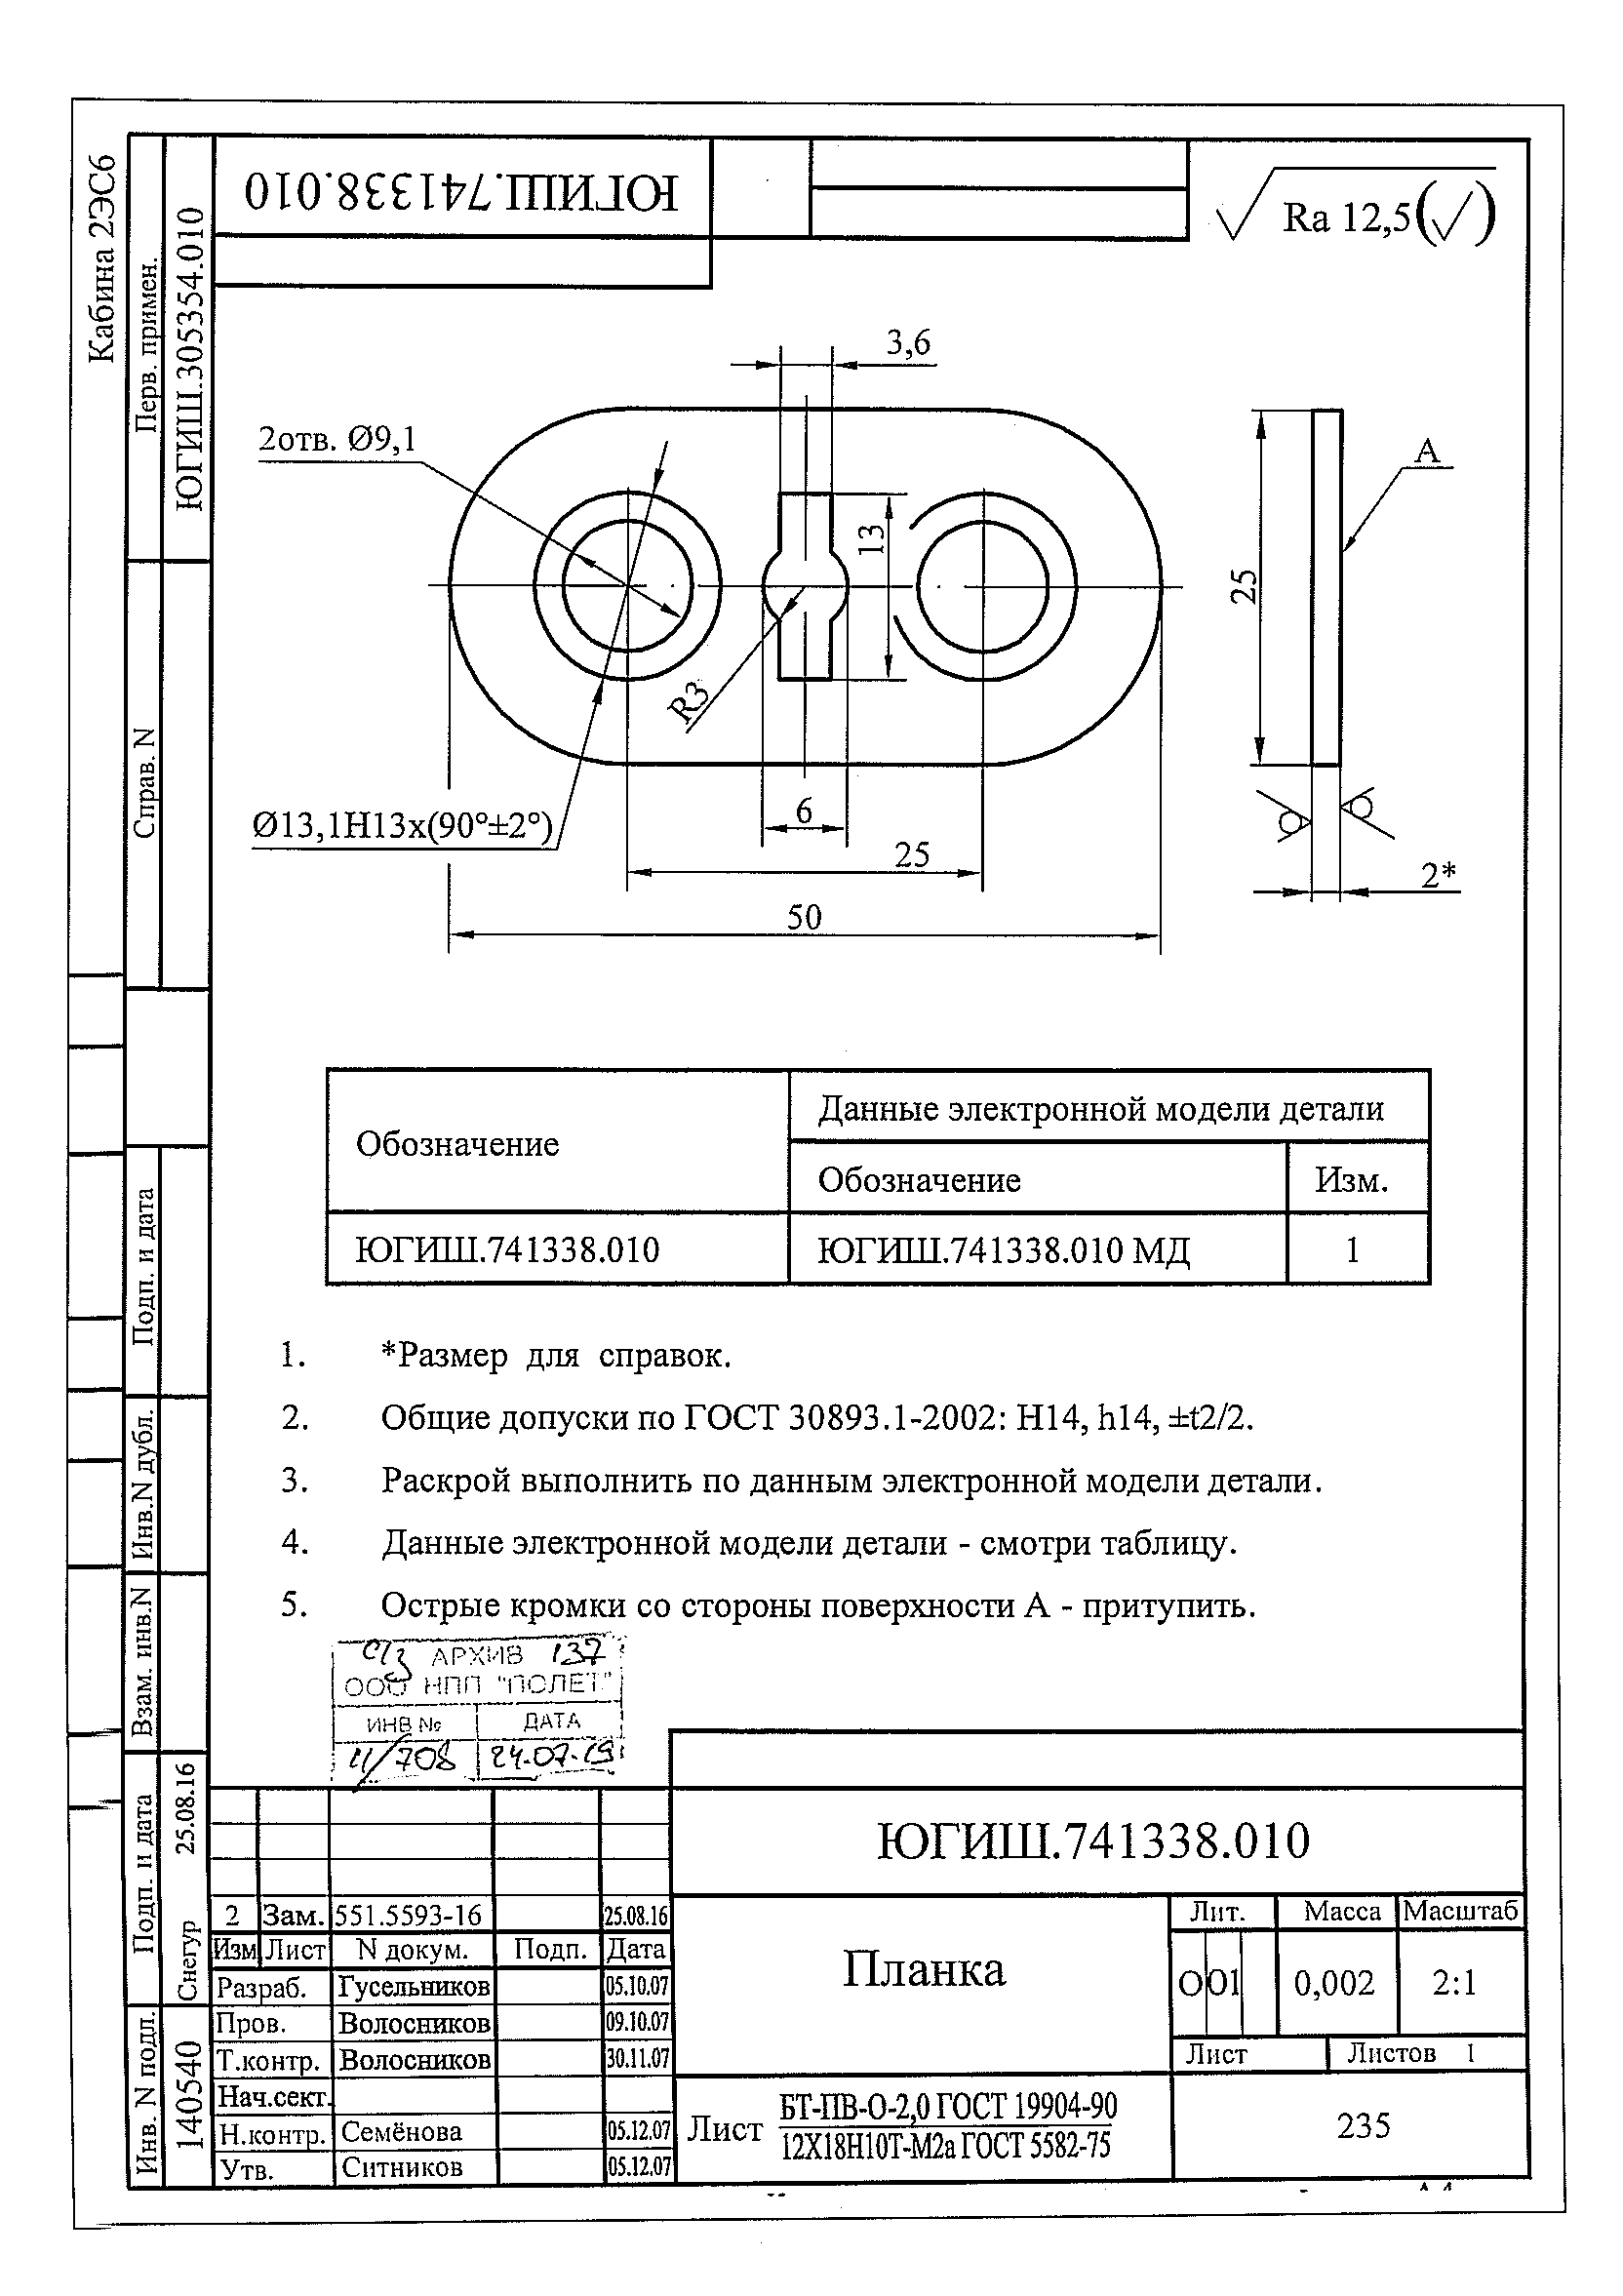 Кабина 2ЭС6
Перв. примен.
ЮГИШ.305354.010
ЮГИШ.741338.010
Ra 12,5
3,6
2отв. Ø9,1
А
13
25
R3
Справ. N
6
Ø13,1H13x(90°±2°)
25
2*
50
Обозначение
Данные электронной модели детали
Обозначение
Изм.
ЮГИШ.741338.010
ЮГИШ.741338.010 МД
1
1. *Размер для справок.
2. Общие допуски по ГОСТ 30893.1-2002: H14, h14, ±t2/2.
3. Раскрой выполнить по данным электронной модели детали.
4. Данные электронной модели детали - смотри таблицу.
5. Острые кромки со стороны поверхности А - притупить.
АРХИВ 137
ООО НПП "ПОЛЕТ"
ИНВ № ДАТА
11/708 24-07-19
Подп. и дата
Инв.N дубл.
Взам. инв.N
Подп. и дата
Снегур 25.08.16
Инв. N подл.
140540
ЮГИШ.741338.010
2 Зам. 551.5593-16 25.08.16
Изм Лист N докум. Подп. Дата
Разраб. Гусельников 05.10.07
Пров. Волосников 09.10.07
Т.контр. Волосников 30.11.07
Нач.сект.
Н.контр. Семёнова 05.12.07
Утв. Ситников 05.12.07
Планка
Лит. Масса Масштаб
О О1 0,002 2:1
Лист Листов 1
Лист БТ-ПВ-О-2,0 ГОСТ 19904-90
12Х18Н10Т-М2а ГОСТ 5582-75
235